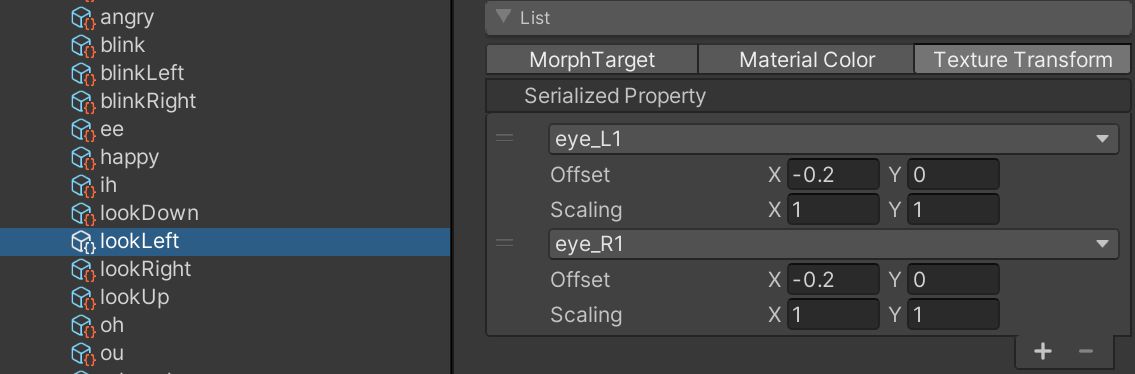 angry
blink
blinkLeft
blinkRight
ee
happy
ih
lookDown
lookLeft
lookRight
lookUp
oh
ou
List
MorphTarget Material Color Texture Transform
Serialized Property
eye_L1
Offset X -0.2 Y 0
Scaling X 1 Y 1
eye_R1
Offset X -0.2 Y 0
Scaling X 1 Y 1